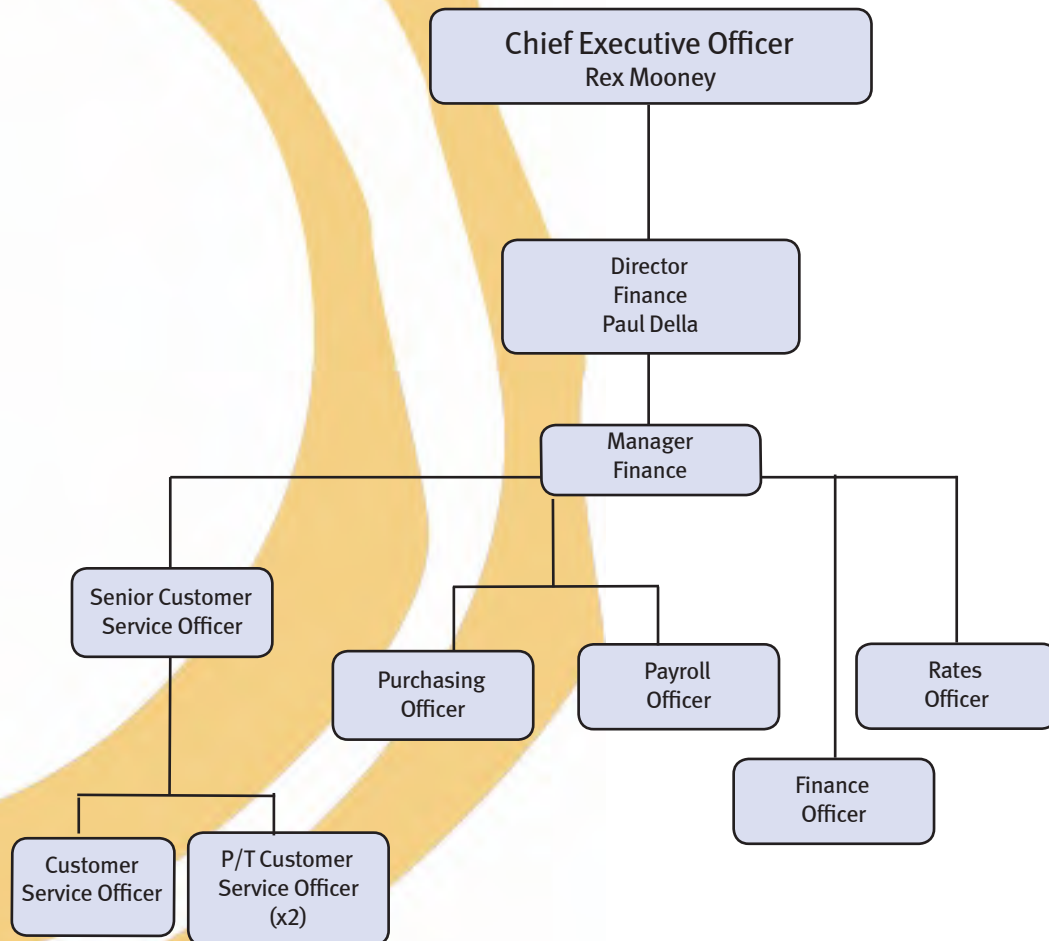 Chief Executive Officer
Rex Mooney
Director
Finance
Paul Della
Manager
Finance
Senior Customer
Service Officer
Purchasing
Officer
Payroll
Officer
Rates
Officer
Finance
Officer
Customer
Service Officer
P/T Customer
Service Officer
(x2)